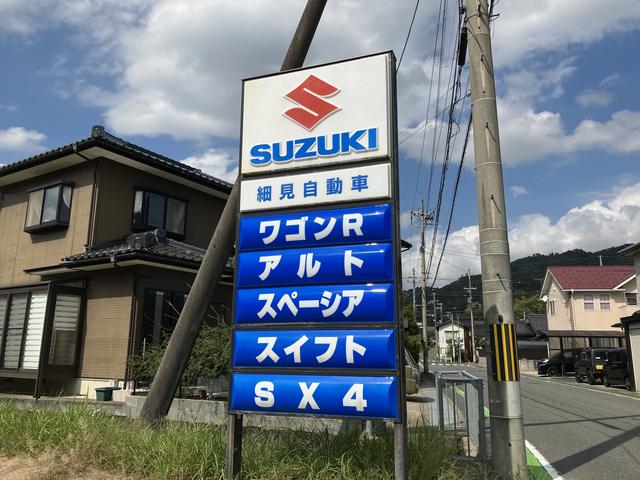 SUZUKI
細見自動車
ワゴンR
アルト
スペーシア
スイフト
SX4